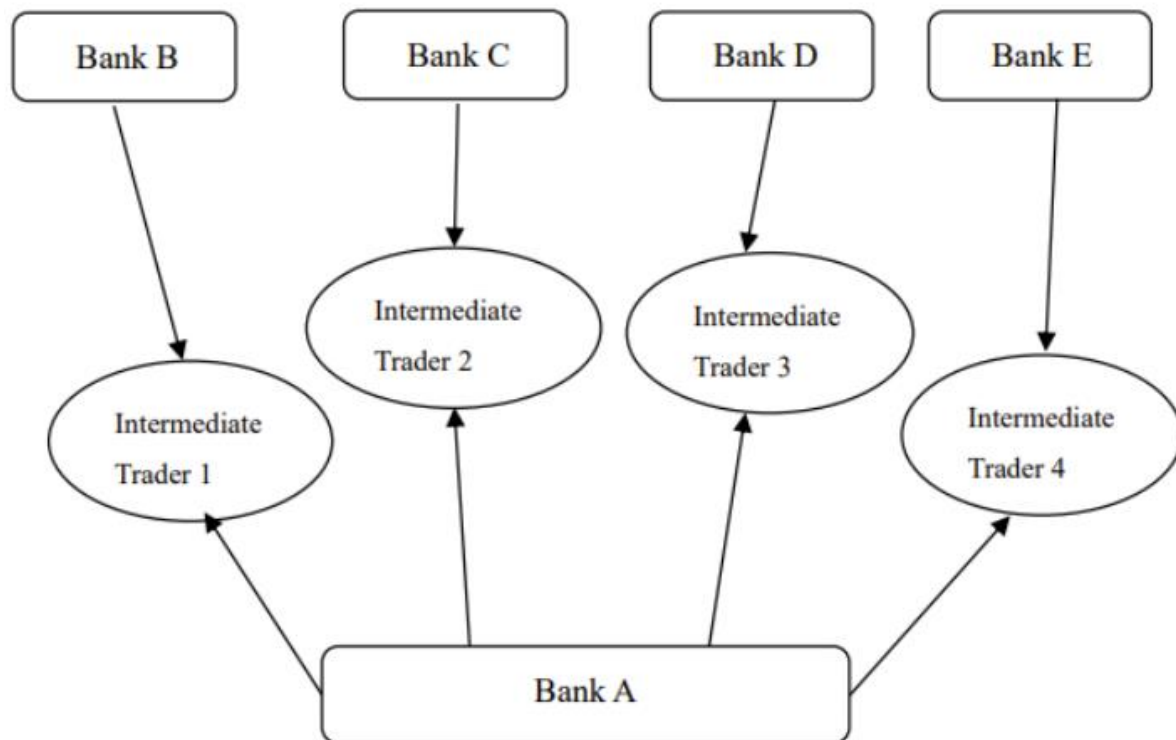 Bank B
Bank C
Bank D
Bank E
Intermediate
Trader 1
Intermediate
Trader 2
Intermediate
Trader 3
Intermediate
Trader 4
Bank A